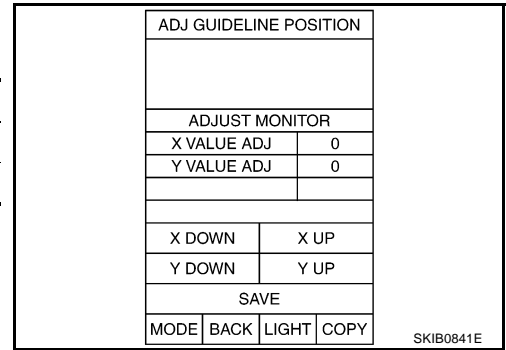 ADJ GUIDELINE POSITION
ADJUST MONITOR
X VALUE ADJ 0
Y VALUE ADJ 0
X DOWN X UP
Y DOWN Y UP
SAVE
MODE BACK LIGHT COPY
SKIB0841E